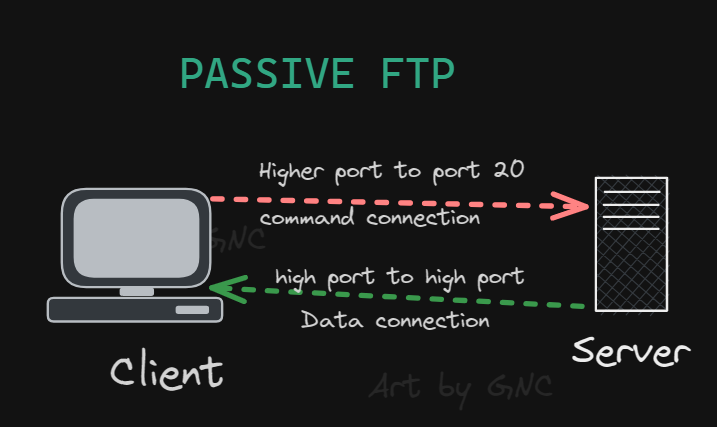 PASSIVE FTP
Higher port to port 20
command connection
GNC
high port to high port
Data connection
Server
Client
Art by GNC